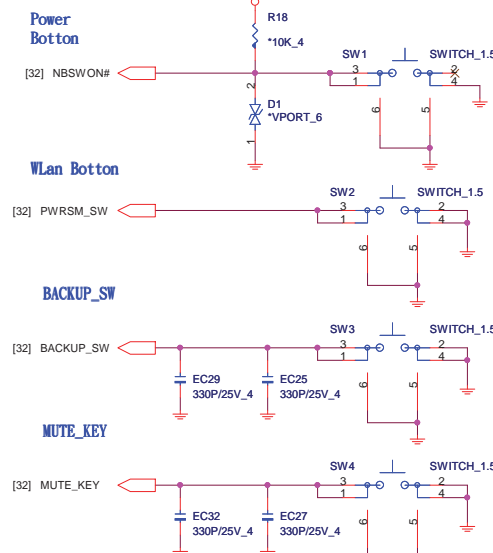 Power
Botton
R18
*10K_4
[32] NBSWON#
2
D1
*VPORT_6
1
SW1
SWITCH_1.5
3
1
2
4
6
5
WLan Botton
[32] PWRSM_SW
SW2
SWITCH_1.5
3
1
2
4
6
5
BACKUP_SW
[32] BACKUP_SW
SW3
SWITCH_1.5
3
1
2
4
6
5
EC29
330P/25V_4
EC25
330P/25V_4
MUTE_KEY
[32] MUTE_KEY
SW4
SWITCH_1.5
3
1
2
4
6
5
EC32
330P/25V_4
EC27
330P/25V_4